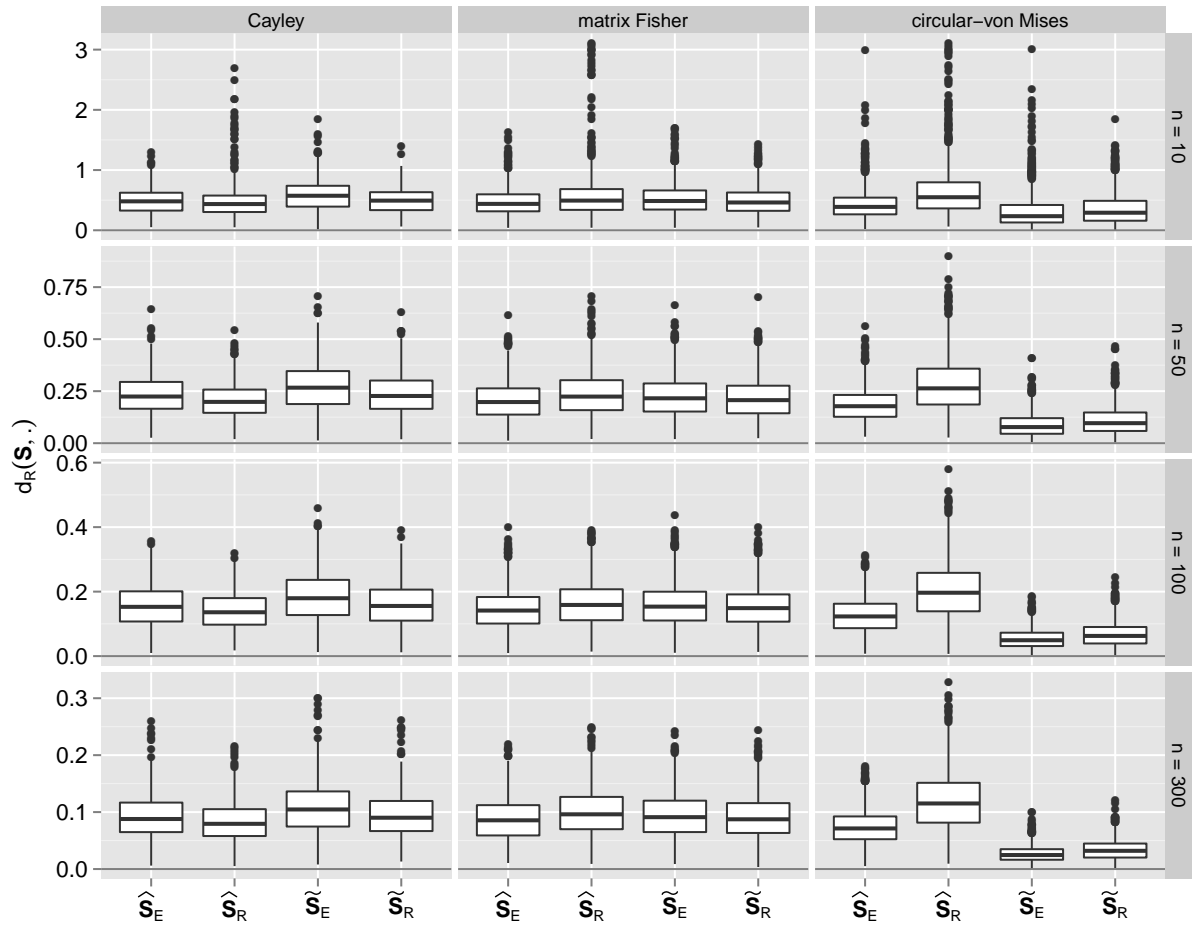 Cayley matrix Fisher circular−von Mises
3
2
1
0
n = 10
0.75
0.50
0.25
0.00
n = 50
d_R(S, .)
0.6
0.4
0.2
0.0
n = 100
0.3
0.2
0.1
0.0
n = 300
Ŝ_E Ŝ_R S̃_E S̃_R Ŝ_E Ŝ_R S̃_E S̃_R Ŝ_E Ŝ_R S̃_E S̃_R